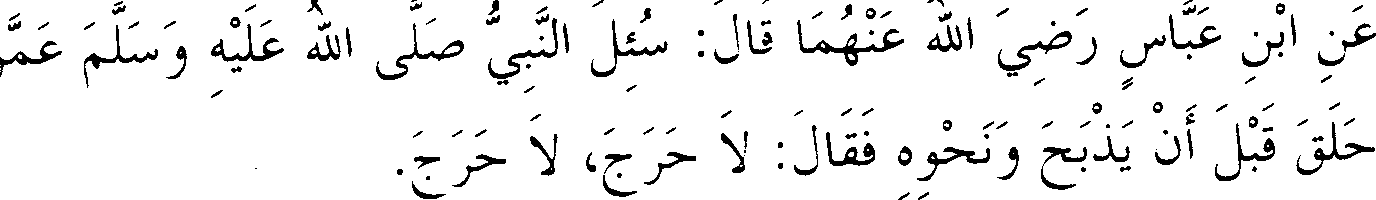 عَنِ ابْنِ عَبَّاسٍ رَضِيَ اللهُ عَنْهُمَا قَالَ: سُئِلَ النَّبِيُّ صَلَّى اللهُ عَلَيْهِ وَسَلَّمَ عَمَّنْ
حَلَقَ قَبْلَ أَنْ يَذْبَحَ وَنَحْوِهِ فَقَالَ: لاَ حَرَجَ، لاَ حَرَجَ.